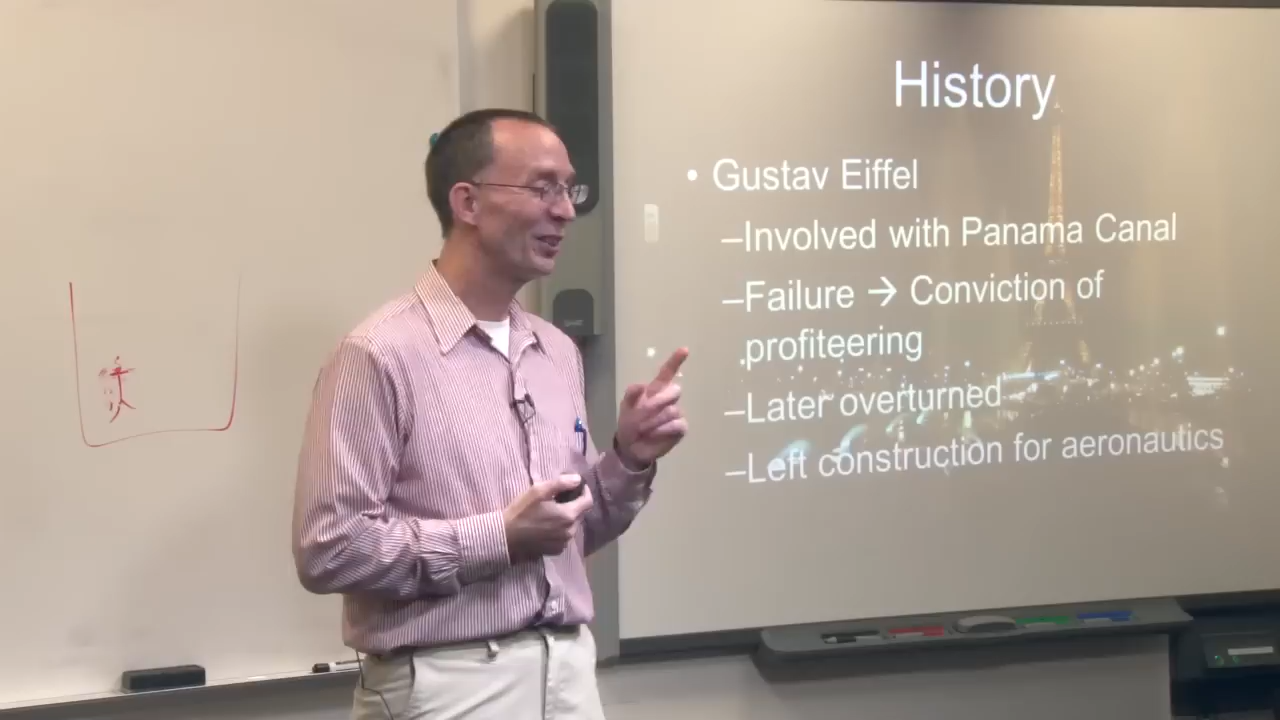 History
• Gustav Eiffel
–Involved with Panama Canal
–Failure → Conviction of
profiteering
–Later overturned
–Left construction for aeronautics